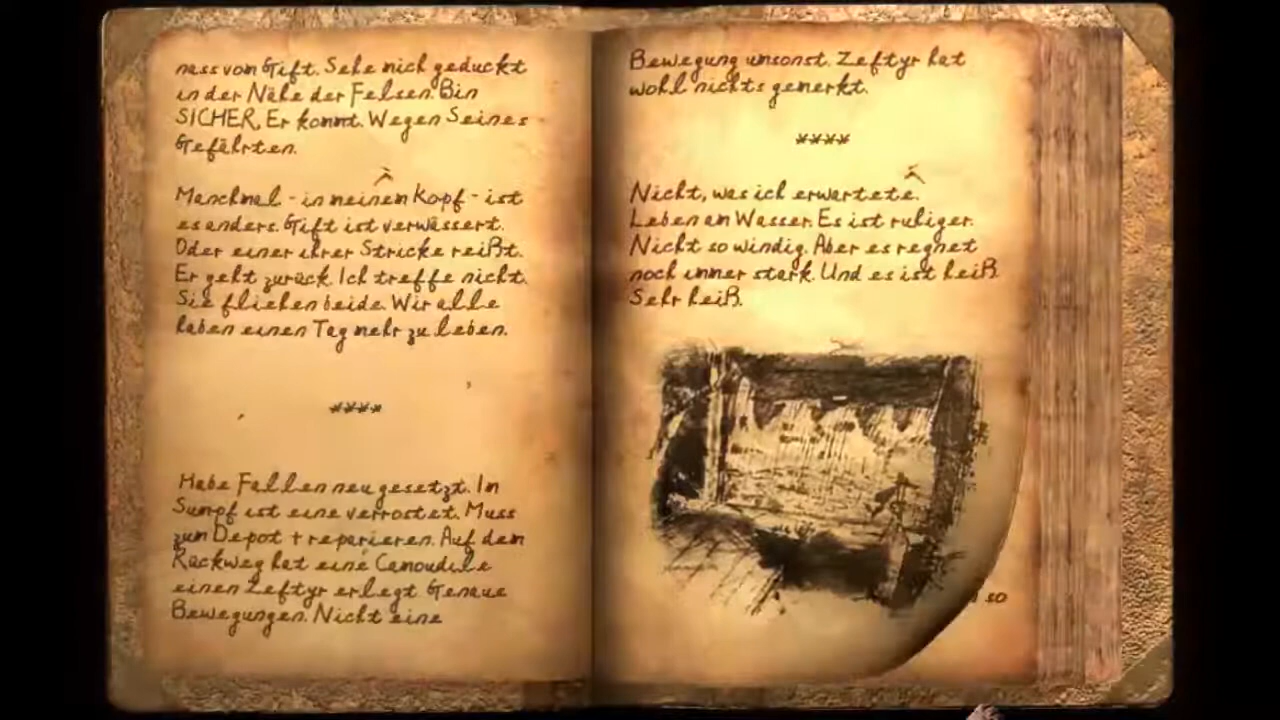 nass vom Gift. Sehe mich geduckt
in der Nähe der Felsen. Bin
SICHER, Er kommt. Wegen Seines
Gefährten.
Manchmal - in meinem Kopf - ist
es anders. Gift ist verwässert.
Oder einer ihrer Stricke reißt.
Er geht zurück. Ich treffe nicht.
Sie fliehen beide. Wir alle
haben einen Tag mehr zu leben.
****
Habe Fallen neu gesetzt. Im
Sumpf ist eine verrostet. Muss
zum Depot + reparieren. Auf dem
Rückweg hat eine Camoudile
einen Zeftyr erlegt Genaue
Bewegungen. Nicht eine
Bewegung umsonst. Zeftyr hat
wohl nichts gemerkt.
****
Nicht, was ich erwartete.
Leben am Wasser. Es ist ruhiger.
Nicht so windig. Aber es regnet
noch immer stark. Und es ist heiß.
Sehr heiß.
so